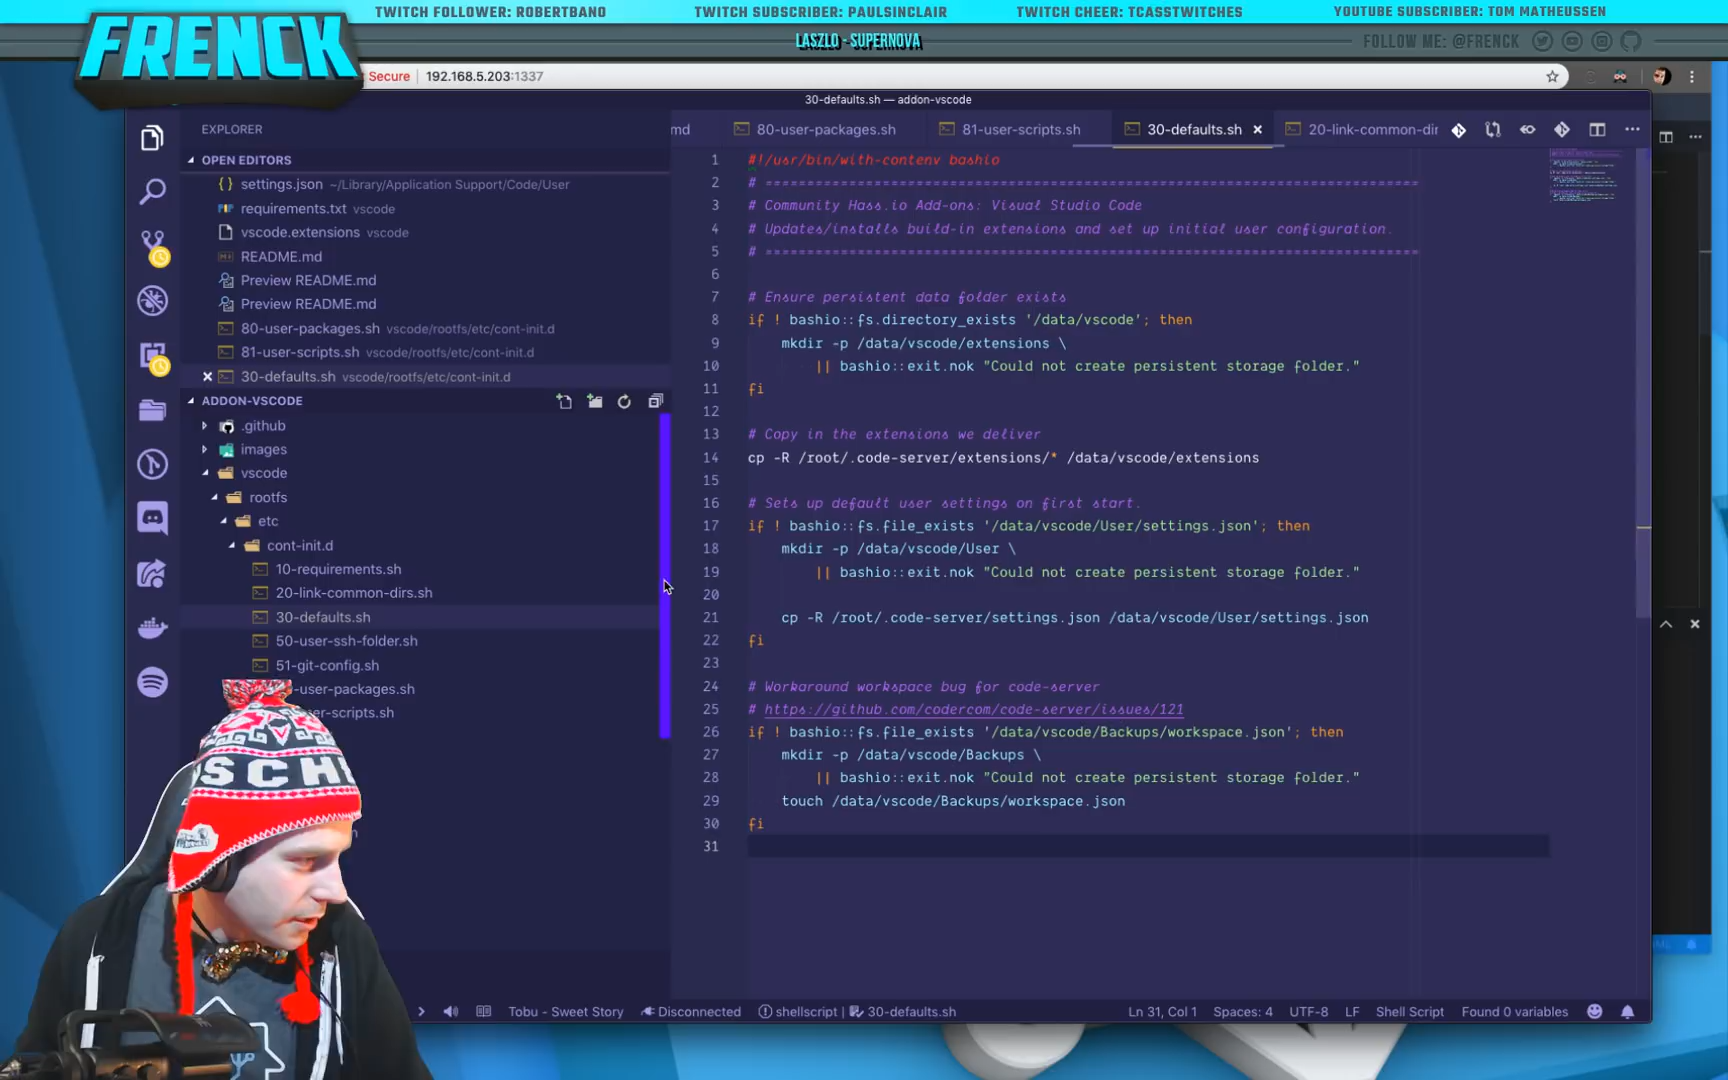 TWITCH FOLLOWER: ROBERTBANO
TWITCH SUBSCRIBER: PAULSINCLAIR
TWITCH CHEER: TCASSTWITCHES
YOUTUBE SUBSCRIBER: TOM MATHEUSSEN
FRENCK
LASZLO - SUPERNOVA
FOLLOW ME: @FRENCK
Secure | 192.168.5.203:1337
30-defaults.sh — addon-vscode
EXPLORER
OPEN EDITORS
settings.json ~/Library/Application Support/Code/User
requirements.txt vscode
vscode.extensions vscode
README.md
Preview README.md
Preview README.md
80-user-packages.sh vscode/rootfs/etc/cont-init.d
81-user-scripts.sh vscode/rootfs/etc/cont-init.d
30-defaults.sh vscode/rootfs/etc/cont-init.d
ADDON-VSCODE
.github
images
vscode
rootfs
etc
cont-init.d
10-requirements.sh
20-link-common-dirs.sh
30-defaults.sh
50-user-ssh-folder.sh
51-git-config.sh
-user-packages.sh
er-scripts.sh
md 80-user-packages.sh 81-user-scripts.sh 30-defaults.sh 20-link-common-dir
1 #!/usr/bin/with-contenv bashio
2 # ==============================================================================
3 # Community Hass.io Add-ons: Visual Studio Code
4 # Updates/installs build-in extensions and set up initial user configuration.
5 # ==============================================================================
6
7 # Ensure persistent data folder exists
8 if ! bashio::fs.directory_exists '/data/vscode'; then
9 mkdir -p /data/vscode/extensions \
10 || bashio::exit.nok "Could not create persistent storage folder."
11 fi
12
13 # Copy in the extensions we deliver
14 cp -R /root/.code-server/extensions/* /data/vscode/extensions
15
16 # Sets up default user settings on first start.
17 if ! bashio::fs.file_exists '/data/vscode/User/settings.json'; then
18 mkdir -p /data/vscode/User \
19 || bashio::exit.nok "Could not create persistent storage folder."
20
21 cp -R /root/.code-server/settings.json /data/vscode/User/settings.json
22 fi
23
24 # Workaround workspace bug for code-server
25 # https://github.com/codercom/code-server/issues/121
26 if ! bashio::fs.file_exists '/data/vscode/Backups/workspace.json'; then
27 mkdir -p /data/vscode/Backups \
28 || bashio::exit.nok "Could not create persistent storage folder."
29 touch /data/vscode/Backups/workspace.json
30 fi
31
SCHE
Tobu - Sweet Story Disconnected shellscript | 30-defaults.sh Ln 31, Col 1 Spaces: 4 UTF-8 LF Shell Script Found 0 variables